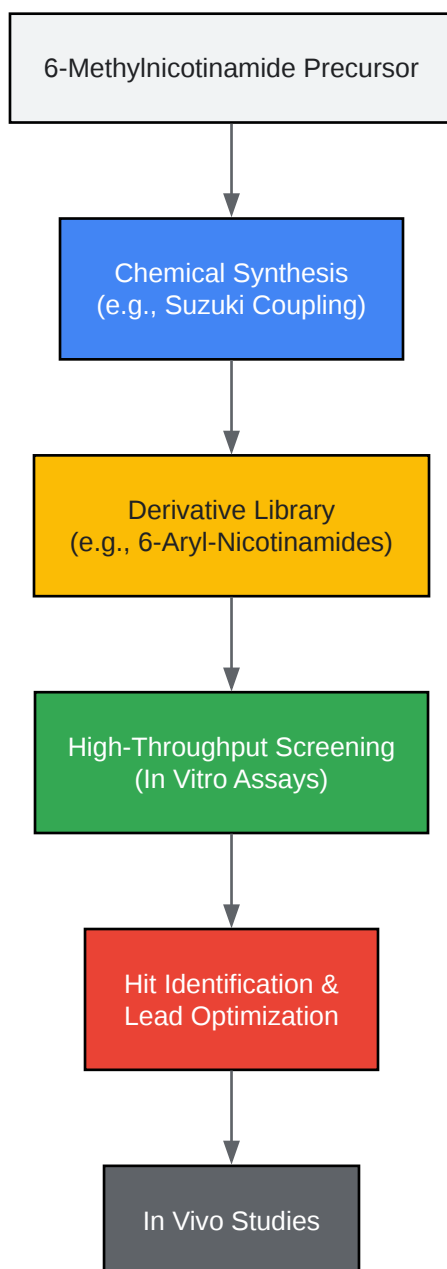 6-Methylnicotinamide Precursor
Chemical Synthesis
(e.g., Suzuki Coupling)
Derivative Library
(e.g., 6-Aryl-Nicotinamides)
High-Throughput Screening
(In Vitro Assays)
Hit Identification &
Lead Optimization
In Vivo Studies